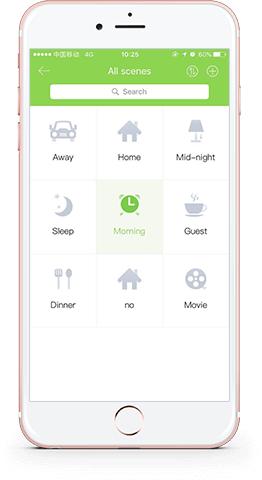 中国移动 4G 10:25 60%
All scenes
Search
Away Home Mid-night
Sleep Morning Guest
Dinner no Movie